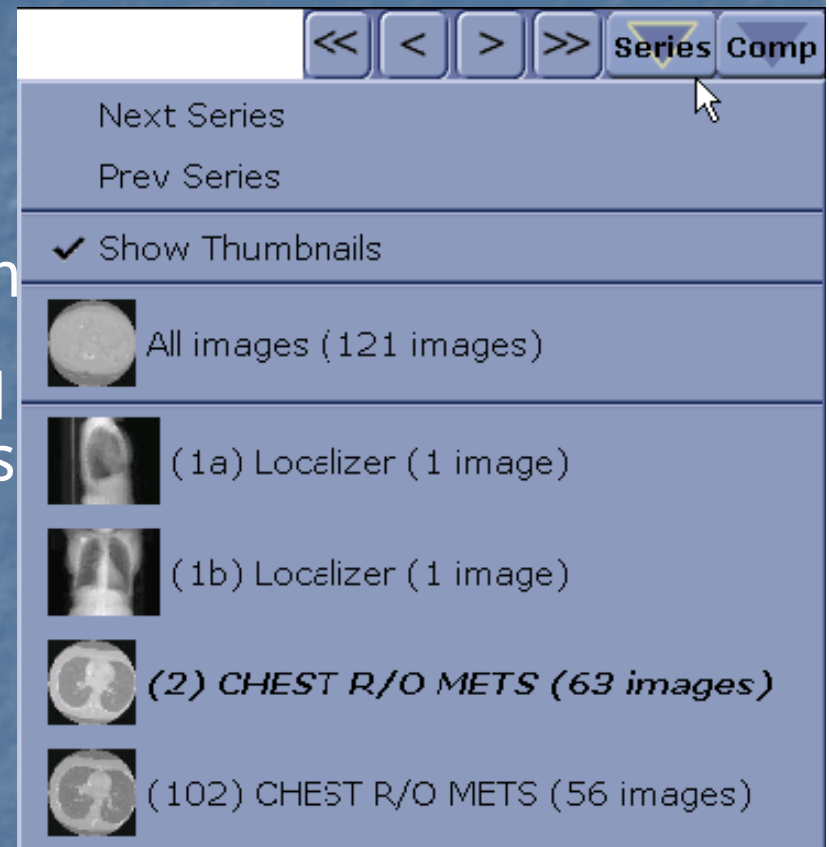 << < > >> Series Comp
Next Series
Prev Series
✓ Show Thumbnails
All images (121 images)
(1a) Localizer (1 image)
(1b) Localizer (1 image)
(2) CHEST R/O METS (63 images)
(102) CHEST R/O METS (56 images)